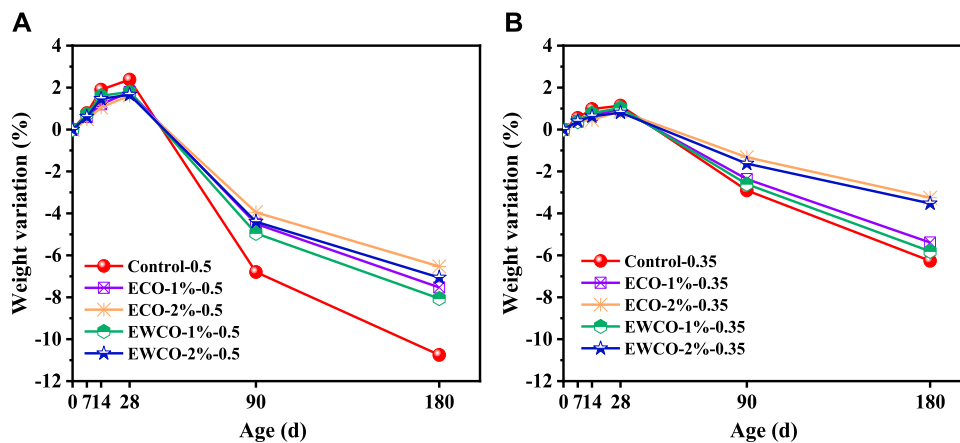 A
Weight variation (%)
4
2
0
-2
-4
-6
-8
-10
-12
Control-0.5
ECO-1%-0.5
ECO-2%-0.5
EWCO-1%-0.5
EWCO-2%-0.5
0 7 14 28 90 180
Age (d)
B
Weight variation (%)
4
2
0
-2
-4
-6
-8
-10
-12
Control-0.35
ECO-1%-0.35
ECO-2%-0.35
EWCO-1%-0.35
EWCO-2%-0.35
0 7 14 28 90 180
Age (d)